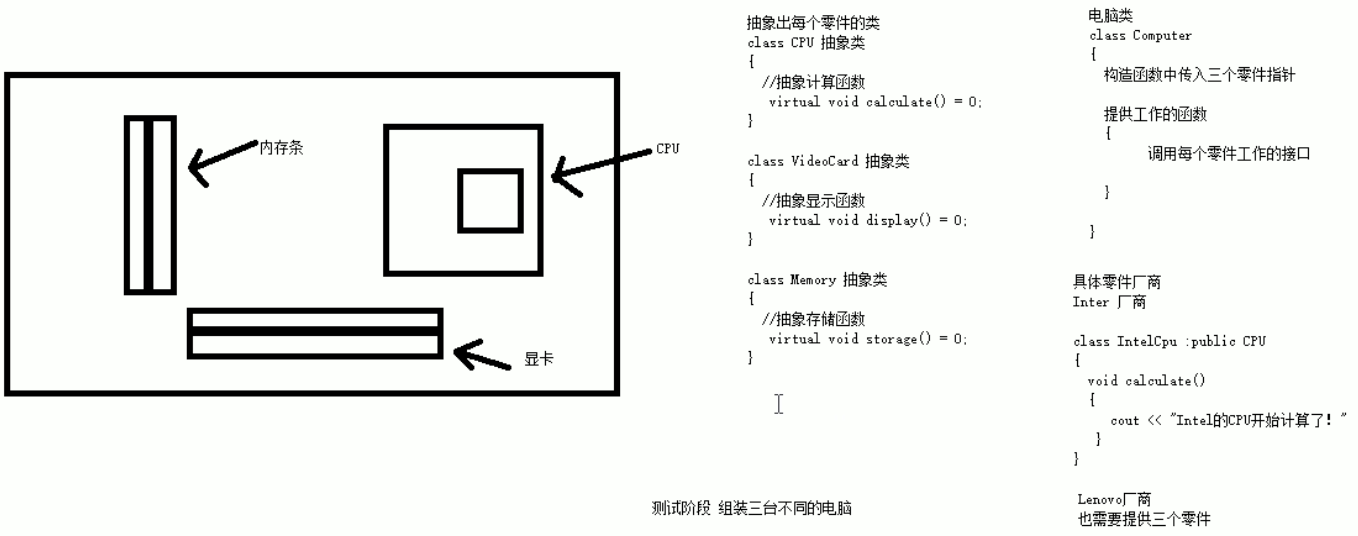 内存条
CPU
显卡
抽象出每个零件的类
class CPU 抽象类
{
//抽象计算函数
virtual void calculate() = 0;
}
class VideoCard 抽象类
{
//抽象显示函数
virtual void display() = 0;
}
class Memory 抽象类
{
//抽象存储函数
virtual void storage() = 0;
}
测试阶段 组装三台不同的电脑
电脑类
class Computer
{
构造函数中传入三个零件指针
提供工作的函数
{
调用每个零件工作的接口
}
}
具体零件厂商
Inter 厂商
class IntelCpu :public CPU
{
void calculate()
{
cout << "Intel的CPU开始计算了! "
}
}
Lenovo厂商
也需要提供三个零件